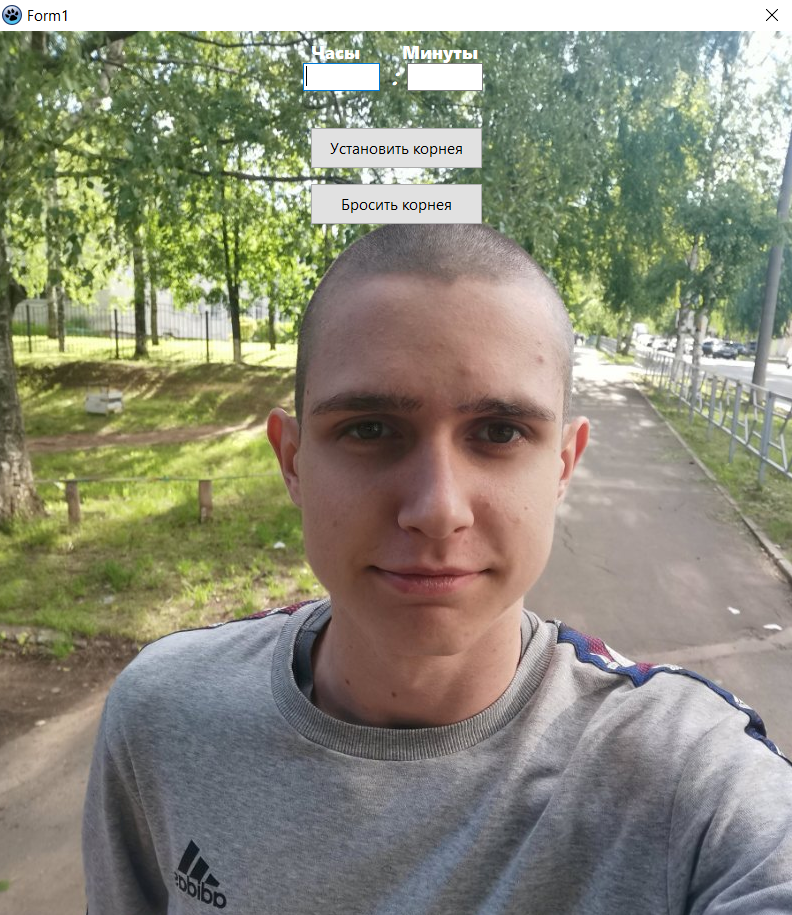 Form1
Часы Минуты
:
Установить корнея
Бросить корнея
adidas